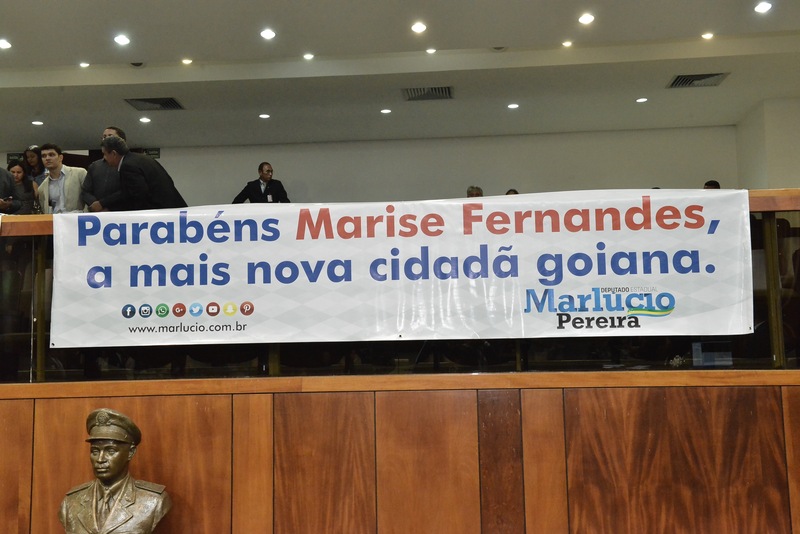 Parabéns Marise Fernandes,
a mais nova cidadã goiana.
www.marlucio.com.br
DEPUTADO ESTADUAL
Marlúcio
Pereira